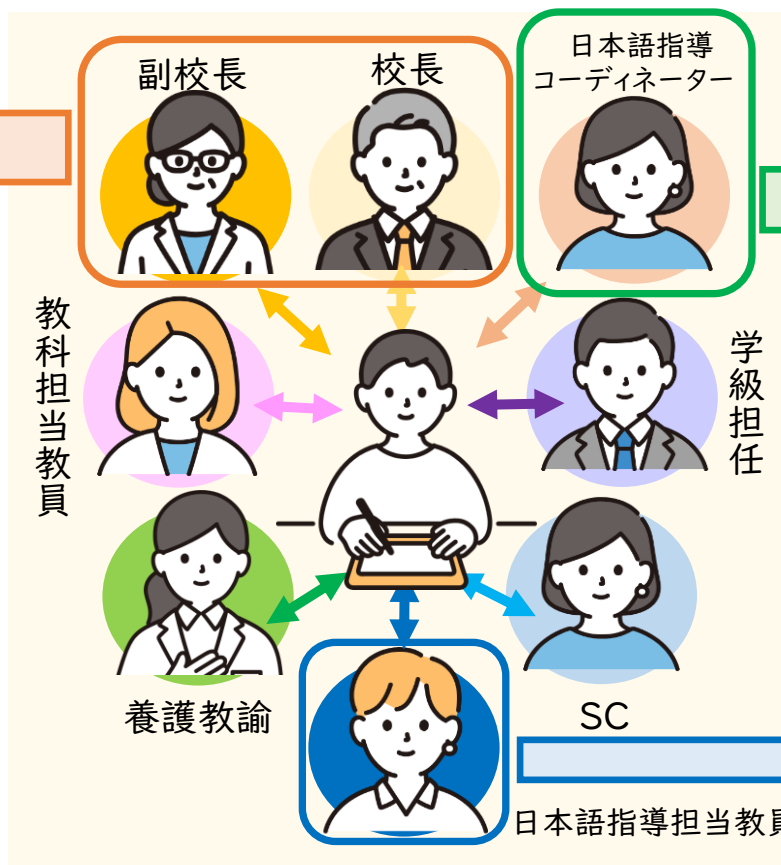 副校長
校長
日本語指導
コーディネーター
教科担当教員
学級担任
養護教諭
SC
日本語指導担当教員